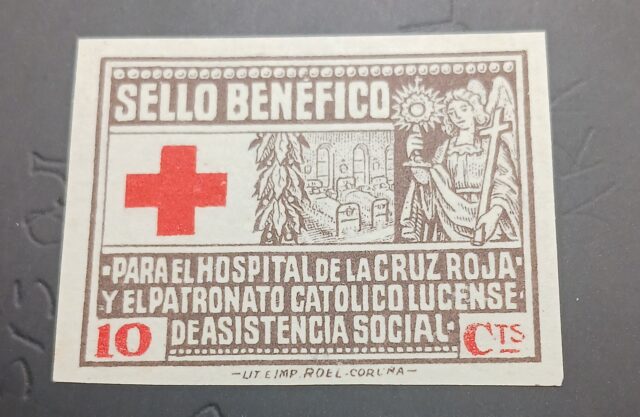 SELLO BENÉFICO
·PARA EL HOSPITAL DE LA CRUZ ROJA·
Y EL PATRONATO CATOLICO LUCENSE·
DE ASISTENCIA SOCIAL·
10 CTS
—LIT. E IMP. ROEL-CORUÑA—